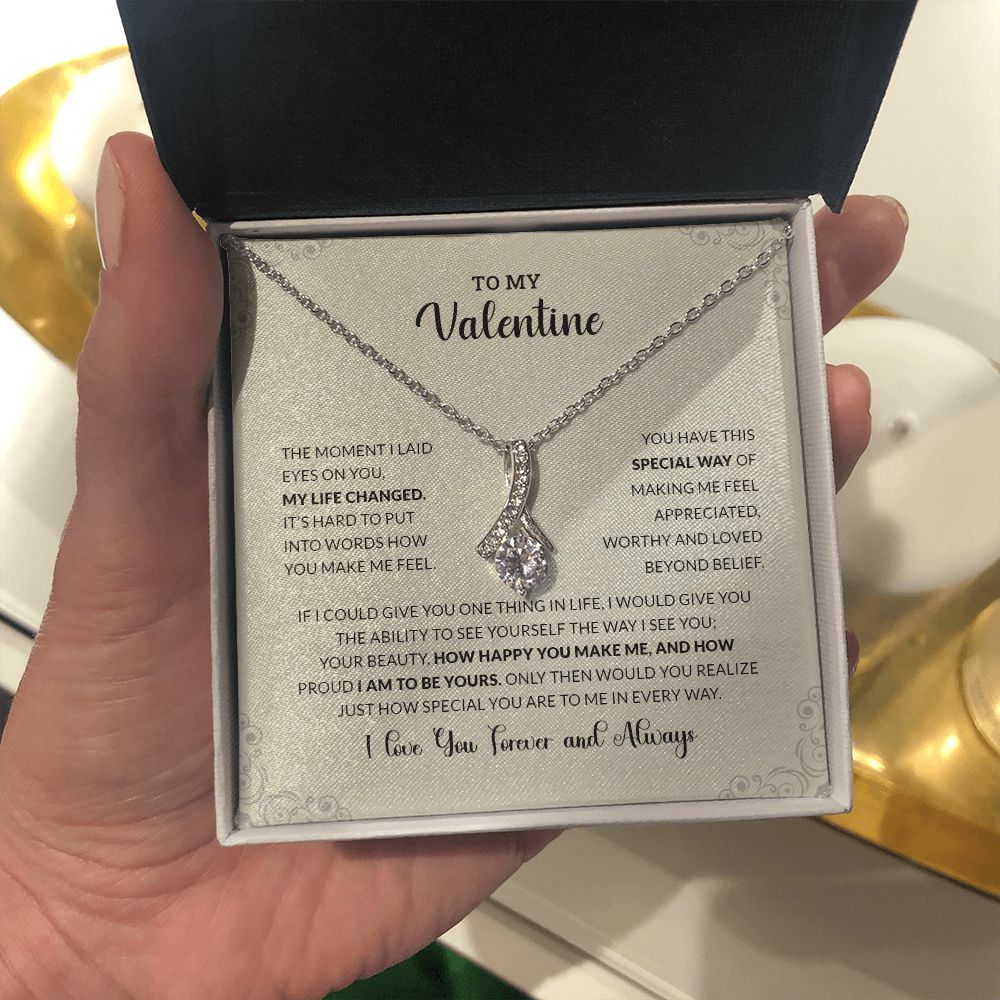 TO MY
Valentine
THE MOMENT I LAID
EYES ON YOU,
MY LIFE CHANGED.
IT'S HARD TO PUT
INTO WORDS HOW
YOU MAKE ME FEEL.
YOU HAVE THIS
SPECIAL WAY OF
MAKING ME FEEL
APPRECIATED,
WORTHY AND LOVED
BEYOND BELIEF.
IF I COULD GIVE YOU ONE THING IN LIFE, I WOULD GIVE YOU
THE ABILITY TO SEE YOURSELF THE WAY I SEE YOU;
YOUR BEAUTY, HOW HAPPY YOU MAKE ME, AND HOW
PROUD I AM TO BE YOURS. ONLY THEN WOULD YOU REALIZE
JUST HOW SPECIAL YOU ARE TO ME IN EVERY WAY.
I Love You Forever and Always